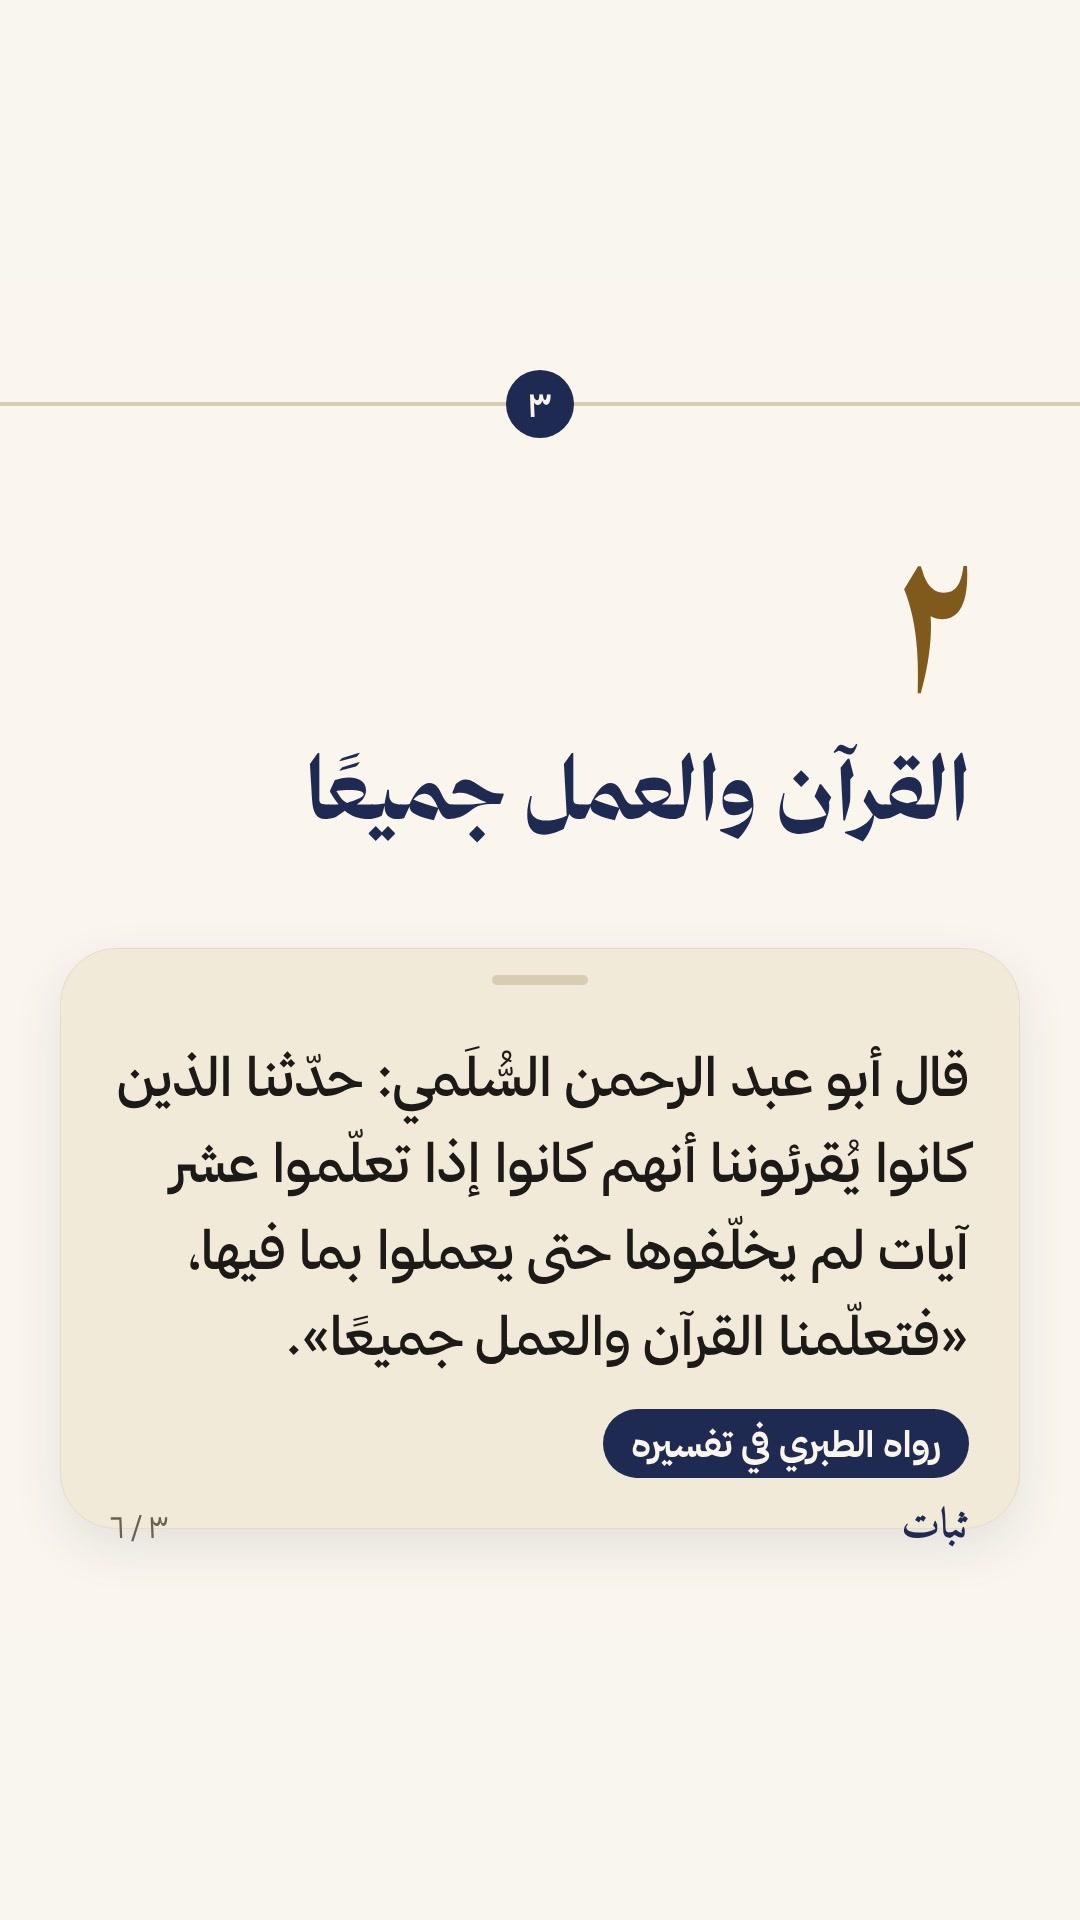 ٣
٢
القرآن والعمل جميعًا
قال أبو عبد الرحمن السُّلَمي: حدّثنا الذين
كانوا يُقرئوننا أنهم كانوا إذا تعلّموا عشر
آيات لم يخلّفوها حتى يعملوا بما فيها،
«فتعلّمنا القرآن والعمل جميعًا».
رواه الطبري في تفسيره
ثبات
٣ / ٦